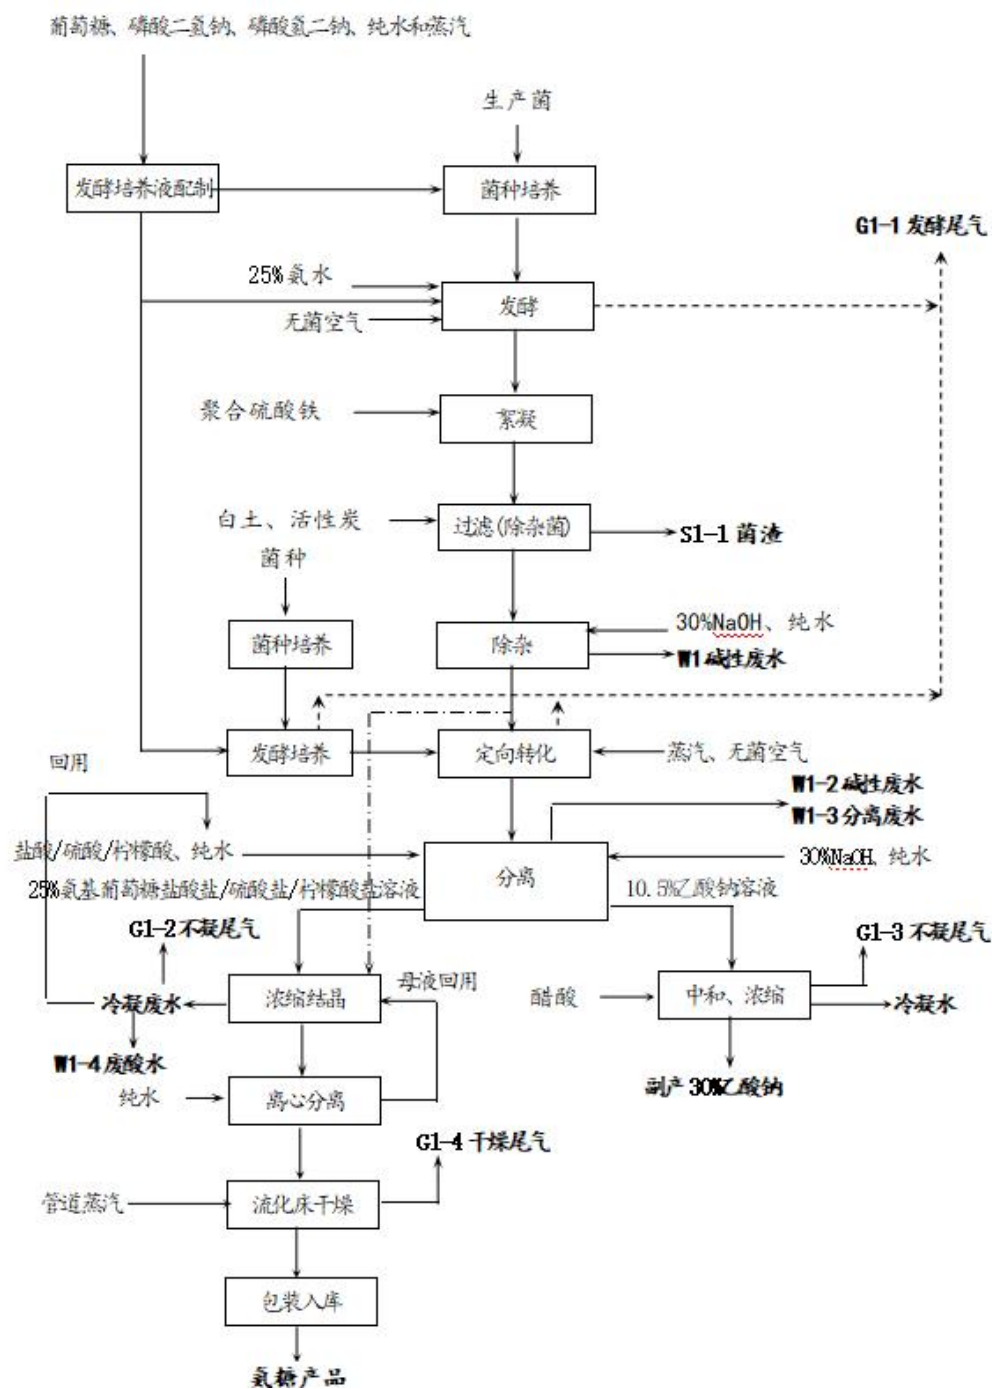 葡萄糖、磷酸二氢钠、磷酸氢二钠、纯水和蒸汽
生产菌
发酵培养液配制
菌种培养
G1-1 发酵尾气
25%氨水
发酵
无菌空气
聚合硫酸铁
絮凝
白土、活性炭
过滤(除杂菌)
S1-1 菌渣
菌种
30%NaOH、纯水
菌种培养
除杂
W1 碱性废水
发酵培养
定向转化
蒸汽、无菌空气
回用
W1-2 碱性废水
W1-3 分离废水
盐酸/硫酸/柠檬酸、纯水
分离
30%NaOH、纯水
25%氨基葡萄糖盐酸盐/硫酸盐/柠檬酸盐溶液
10.5%乙酸钠溶液
G1-2 不凝尾气
G1-3 不凝尾气
母液回用
冷凝废水
浓缩结晶
醋酸
中和、浓缩
冷凝水
W1-4 废酸水
副产 30%乙酸钠
纯水
离心分离
G1-4 干燥尾气
管道蒸汽
流化床干燥
包装入库
氨糖产品